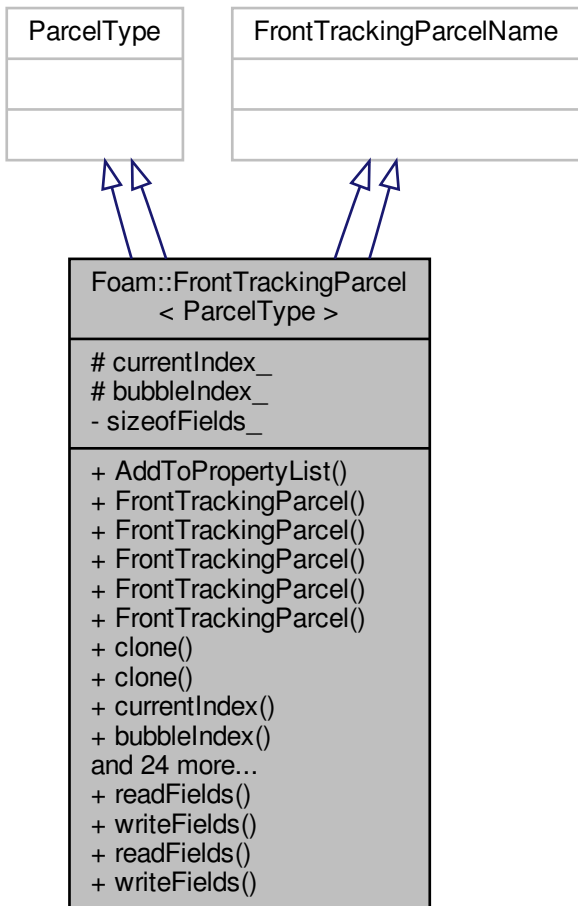 ParcelType
FrontTrackingParcelName
Foam::FrontTrackingParcel
< ParcelType >
# currentIndex_
# bubbleIndex_
- sizeofFields_
+ AddToPropertyList()
+ FrontTrackingParcel()
+ FrontTrackingParcel()
+ FrontTrackingParcel()
+ FrontTrackingParcel()
+ FrontTrackingParcel()
+ clone()
+ clone()
+ currentIndex()
+ bubbleIndex()
and 24 more...
+ readFields()
+ writeFields()
+ readFields()
+ writeFields()